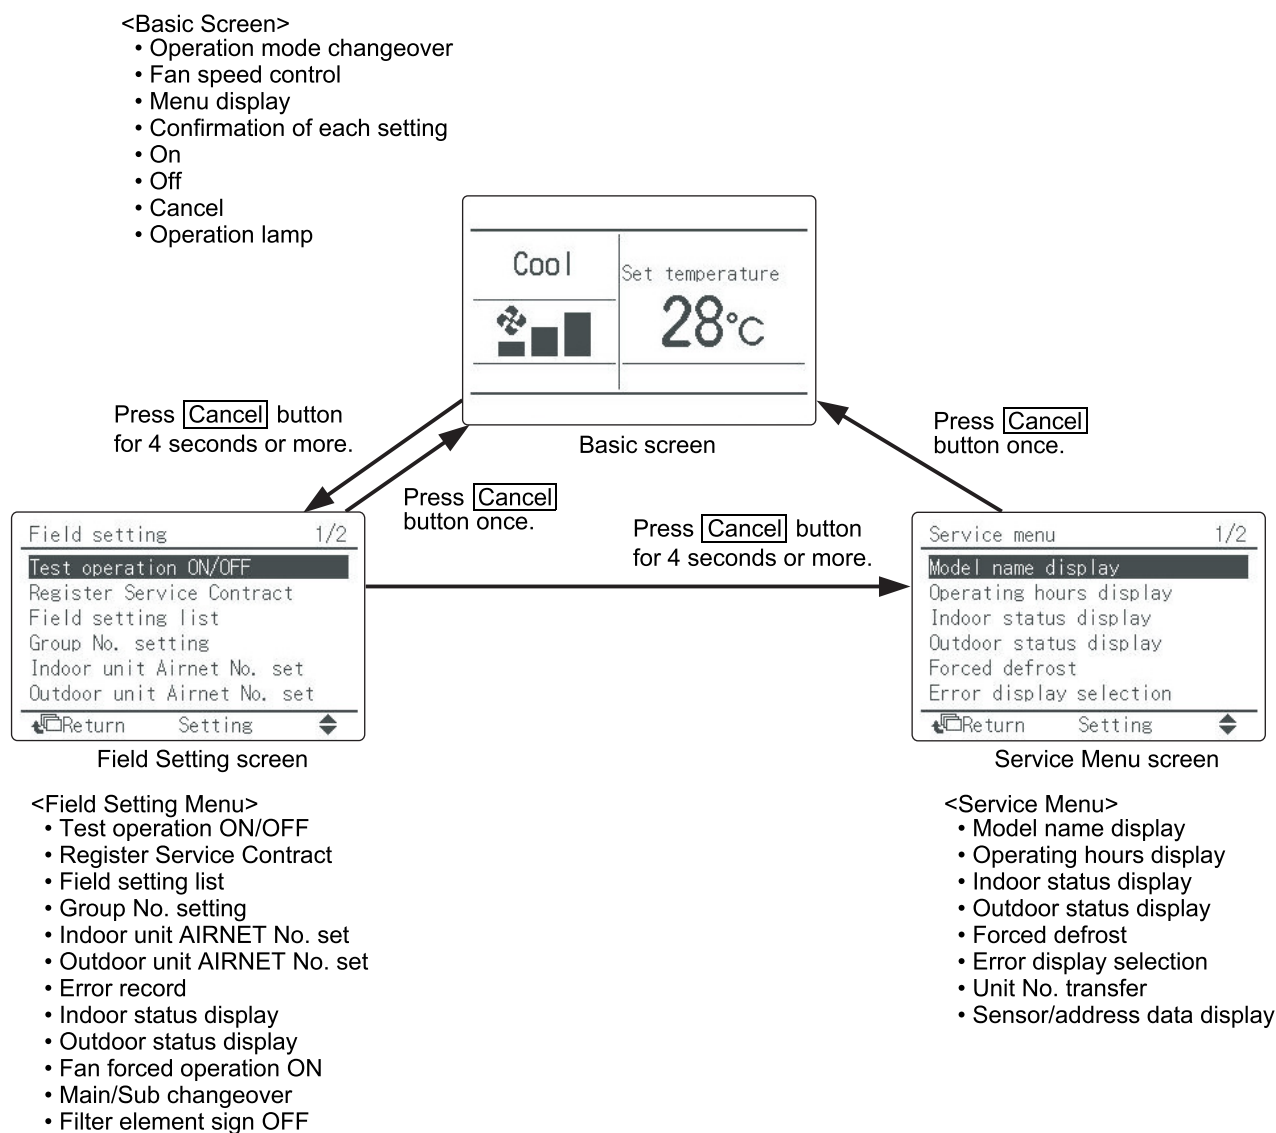 <Basic Screen>
• Operation mode changeover
• Fan speed control
• Menu display
• Confirmation of each setting
• On
• Off
• Cancel
• Operation lamp
Cool
Set temperature
28°C
Basic screen
Press Cancel button
for 4 seconds or more.
Press Cancel
button once.
Press Cancel button
for 4 seconds or more.
Press Cancel
button once.
Field setting 1/2
Test operation ON/OFF
Register Service Contract
Field setting list
Group No. setting
Indoor unit Airnet No. set
Outdoor unit Airnet No. set
Return Setting
Field Setting screen
Service menu 1/2
Model name display
Operating hours display
Indoor status display
Outdoor status display
Forced defrost
Error display selection
Return Setting
Service Menu screen
<Field Setting Menu>
• Test operation ON/OFF
• Register Service Contract
• Field setting list
• Group No. setting
• Indoor unit AIRNET No. set
• Outdoor unit AIRNET No. set
• Error record
• Indoor status display
• Outdoor status display
• Fan forced operation ON
• Main/Sub changeover
• Filter element sign OFF
<Service Menu>
• Model name display
• Operating hours display
• Indoor status display
• Outdoor status display
• Forced defrost
• Error display selection
• Unit No. transfer
• Sensor/address data display